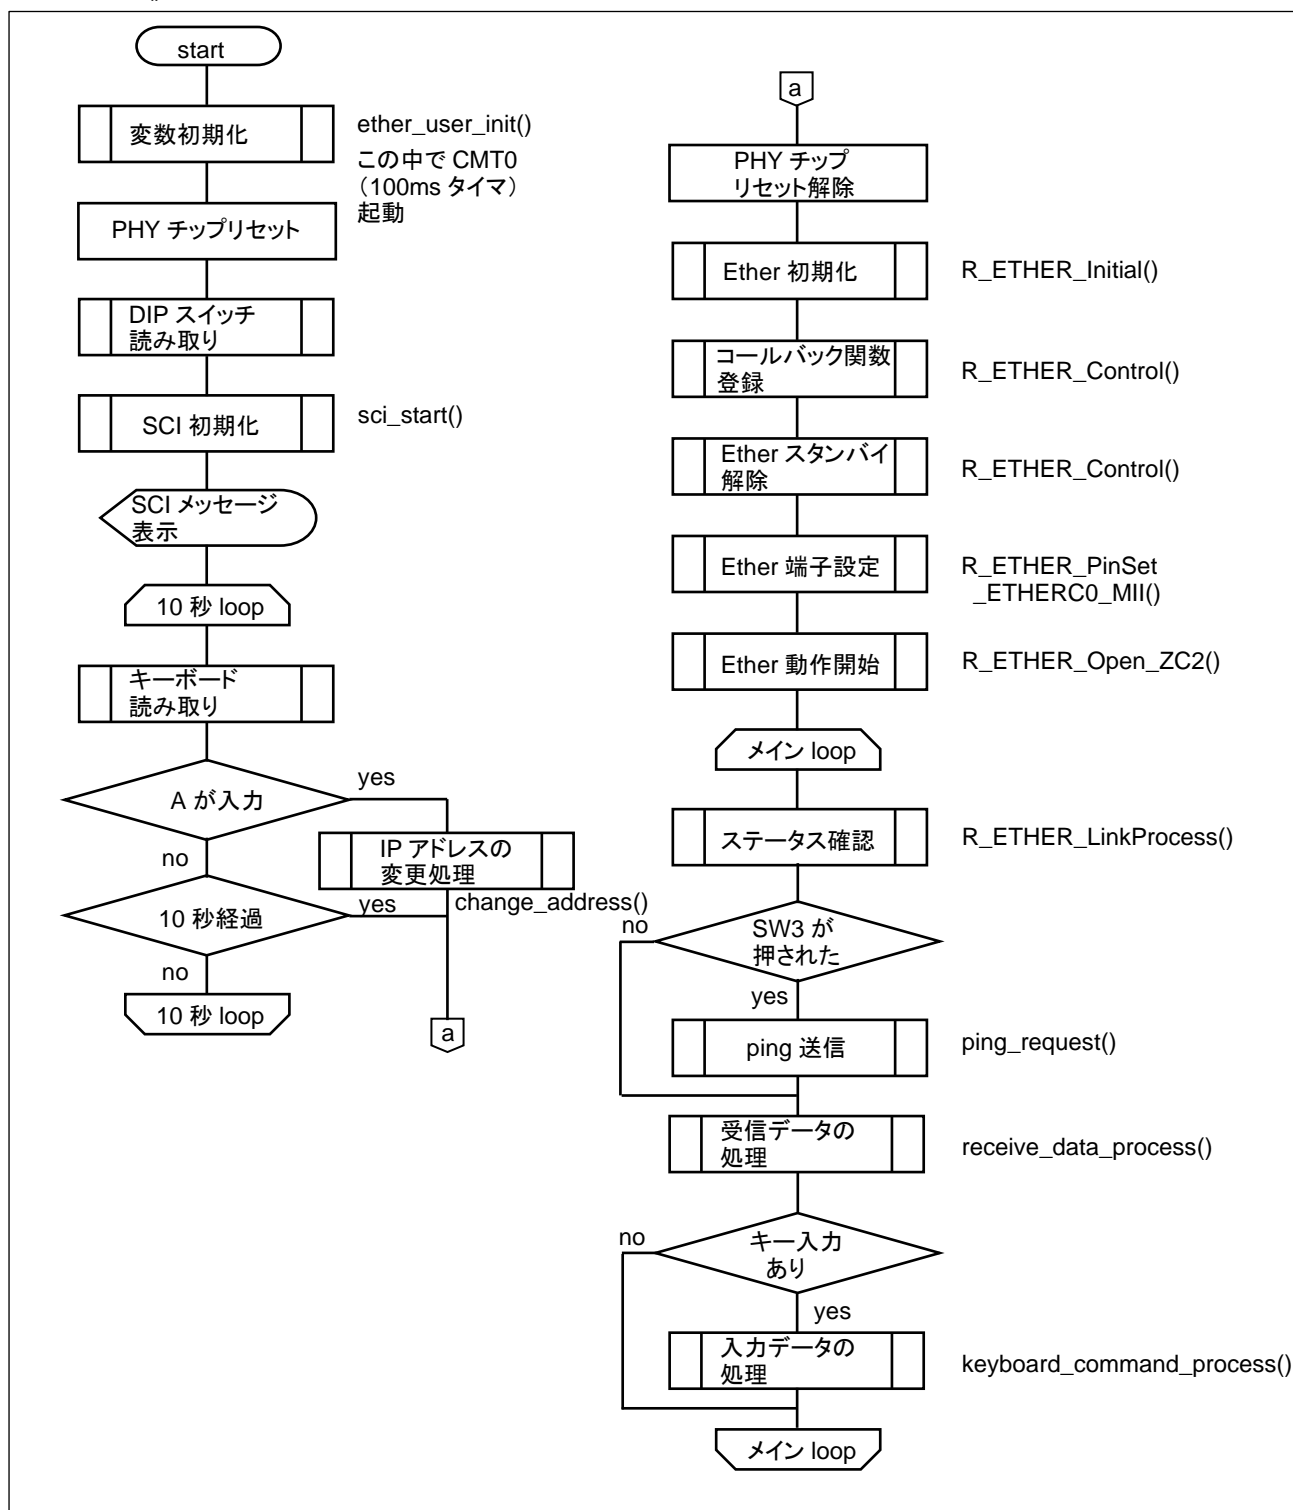 start
変数初期化
ether_user_init()
この中で CMT0
（100ms タイマ）
起動
PHY チップリセット
DIP スイッチ
読み取り
SCI 初期化
sci_start()
SCI メッセージ
表示
10 秒 loop
キーボード
読み取り
A が入力
yes
no
IP アドレスの
変更処理
change_address()
10 秒経過
yes
no
10 秒 loop
a
a
PHY チップ
リセット解除
Ether 初期化
R_ETHER_Initial()
コールバック関数
登録
R_ETHER_Control()
Ether スタンバイ
解除
R_ETHER_Control()
Ether 端子設定
R_ETHER_PinSet
_ETHERC0_MII()
Ether 動作開始
R_ETHER_Open_ZC2()
メイン loop
ステータス確認
R_ETHER_LinkProcess()
SW3 が
押された
no
yes
ping 送信
ping_request()
受信データの
処理
receive_data_process()
キー入力
あり
no
yes
入力データの
処理
keyboard_command_process()
メイン loop